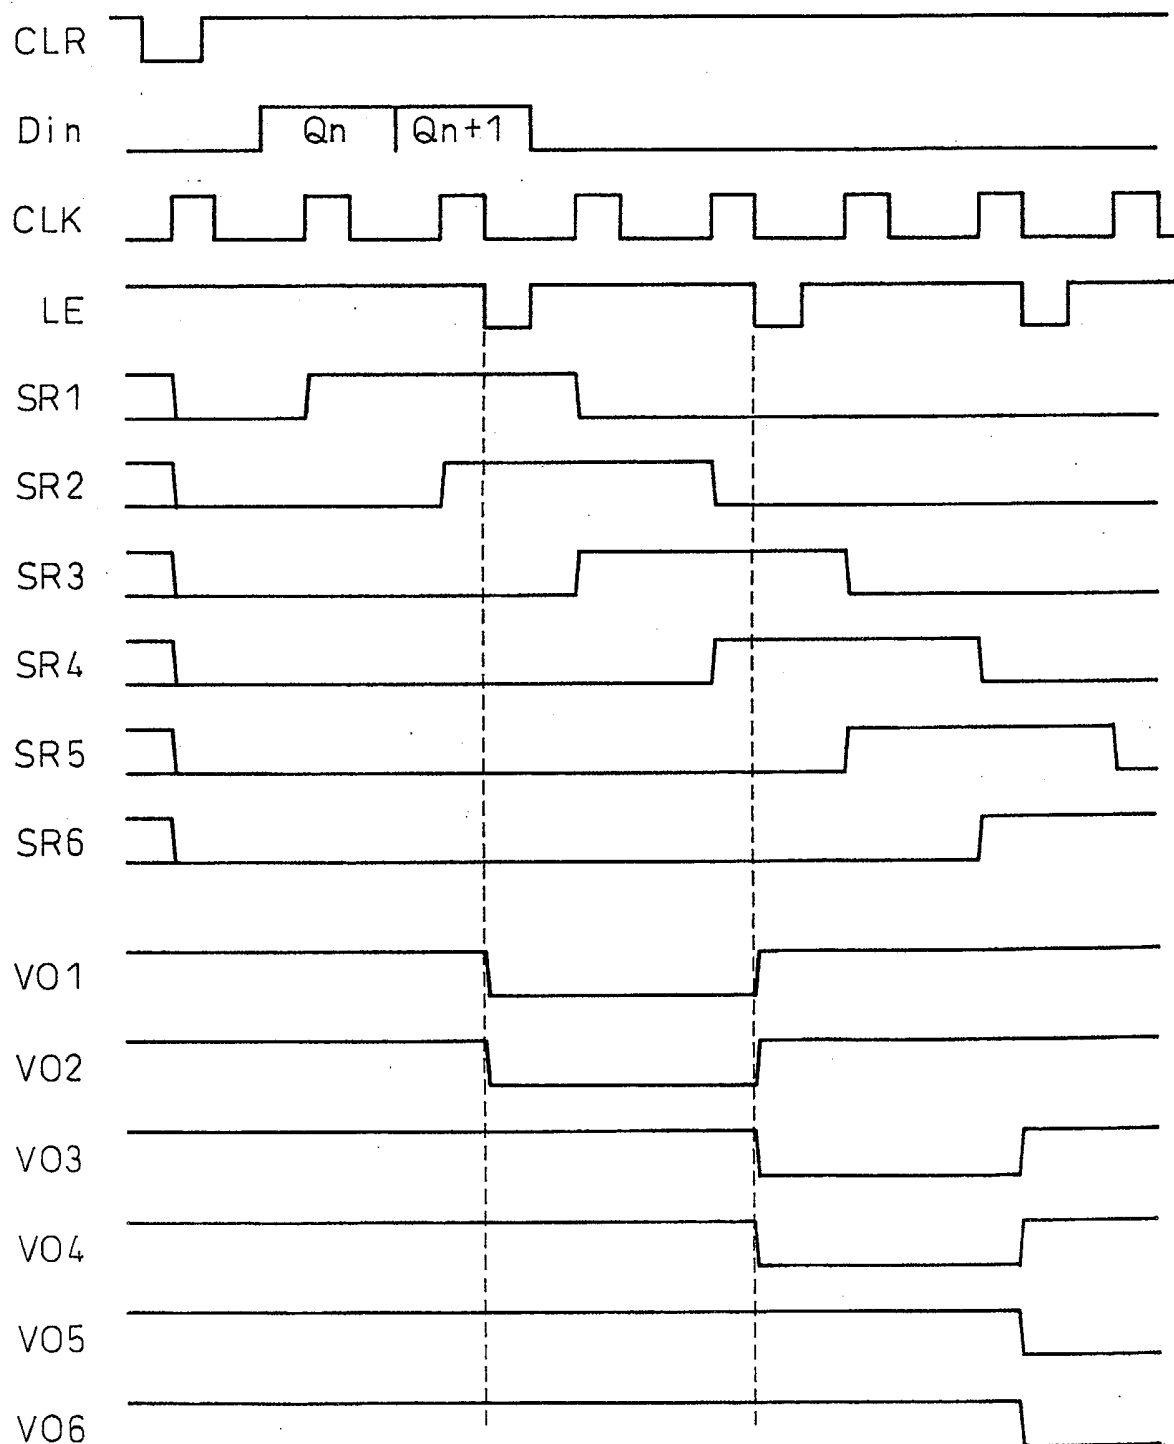 CLR
Din Qn Qn+1
CLK
LE
SR1
SR2
SR3
SR4
SR5
SR6
VO1
VO2
VO3
VO4
VO5
VO6